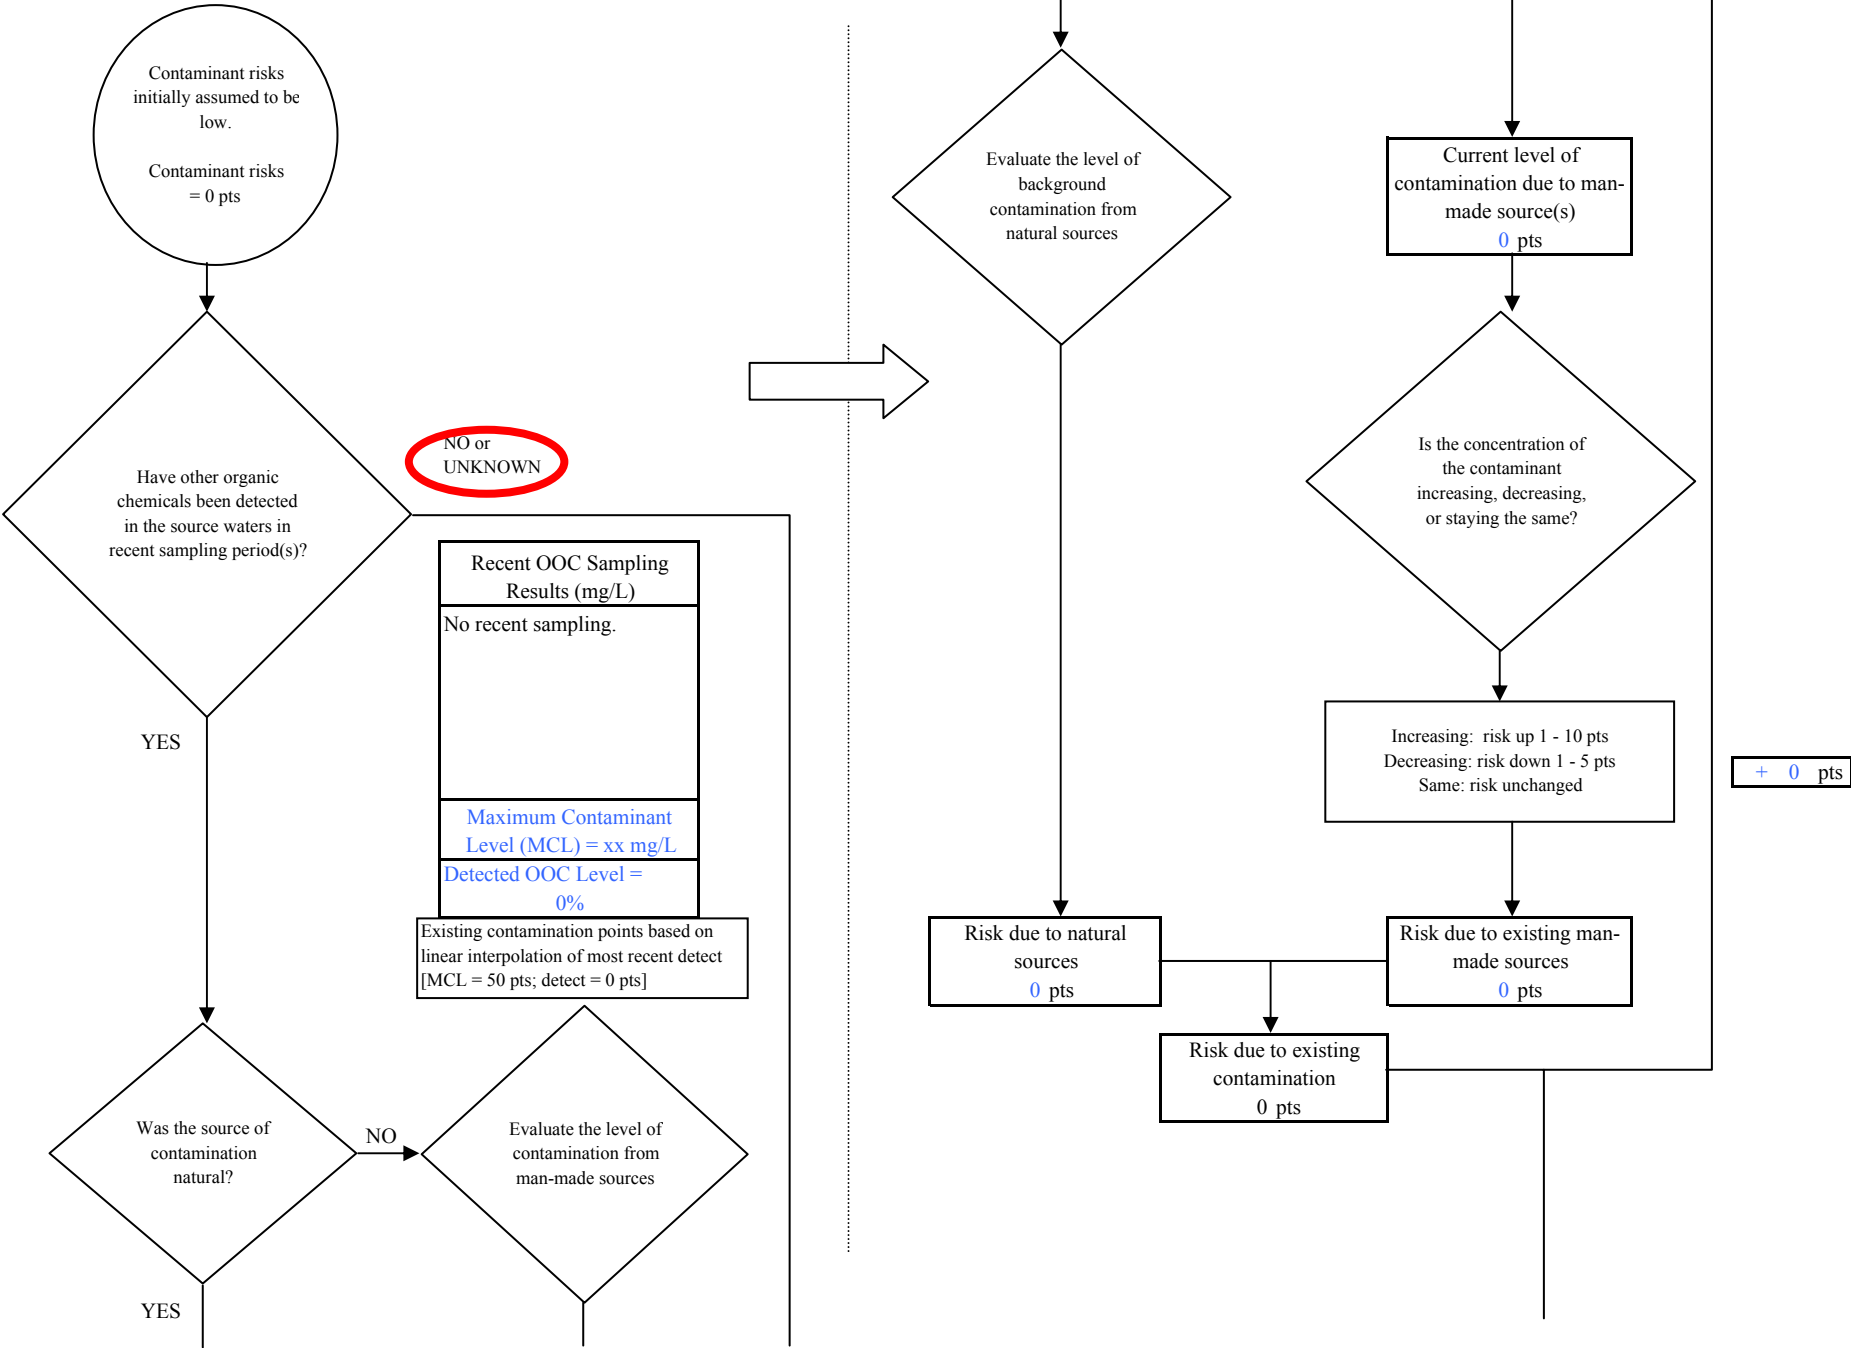 Contaminant risks
initially assumed to be
low.
Contaminant risks
= 0 pts
Have other organic
chemicals been detected
in the source waters in
recent sampling period(s)?
NO or
UNKNOWN
YES
Recent OOC Sampling
Results (mg/L)
No recent sampling.
Maximum Contaminant
Level (MCL) = xx mg/L
Detected OOC Level =
0%
Existing contamination points based on
linear interpolation of most recent detect
[MCL = 50 pts; detect = 0 pts]
Was the source of
contamination
natural?
NO
Evaluate the level of
contamination from
man-made sources
YES
Evaluate the level of
background
contamination from
natural sources
Current level of
contamination due to man-
made source(s)
0 pts
Is the concentration of
the contaminant
increasing, decreasing,
or staying the same?
Increasing: risk up 1 - 10 pts
Decreasing: risk down 1 - 5 pts
Same: risk unchanged
+ 0 pts
Risk due to natural
sources
0 pts
Risk due to existing man-
made sources
0 pts
Risk due to existing
contamination
0 pts